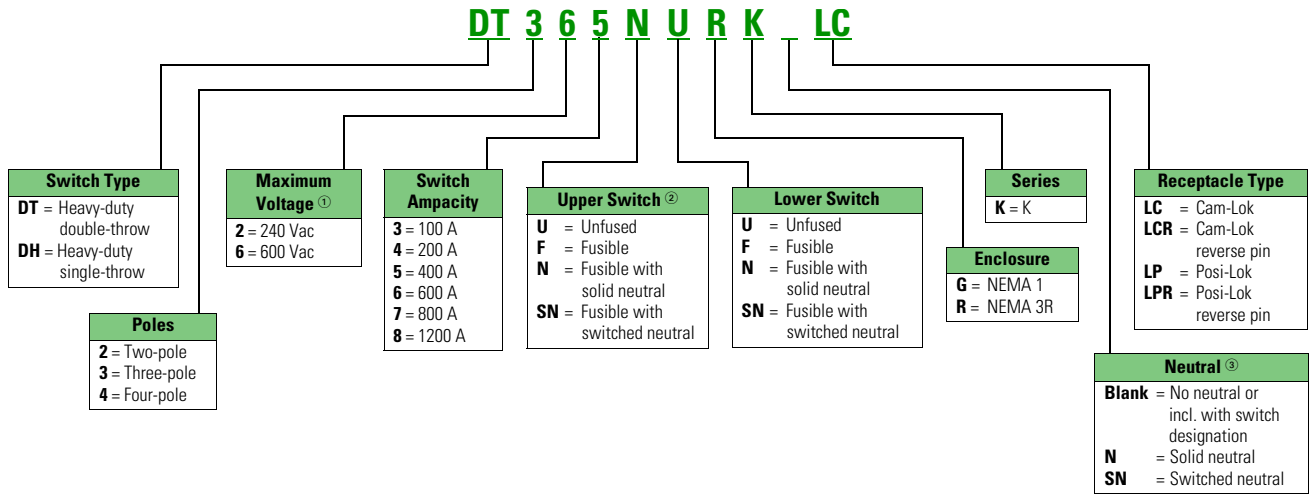 DT 3 6 5 N U R K _ LC
Switch Type
DT = Heavy-duty
double-throw
DH = Heavy-duty
single-throw
Poles
2 = Two-pole
3 = Three-pole
4 = Four-pole
Maximum
Voltage ①
2 = 240 Vac
6 = 600 Vac
Switch
Ampacity
3 = 100 A
4 = 200 A
5 = 400 A
6 = 600 A
7 = 800 A
8 = 1200 A
Upper Switch ②
U = Unfused
F = Fusible
N = Fusible with
solid neutral
SN = Fusible with
switched neutral
Lower Switch
U = Unfused
F = Fusible
N = Fusible with
solid neutral
SN = Fusible with
switched neutral
Enclosure
G = NEMA 1
R = NEMA 3R
Series
K = K
Neutral ③
Blank = No neutral or
incl. with switch
designation
N = Solid neutral
SN = Switched neutral
Receptacle Type
LC = Cam-Lok
LCR = Cam-Lok
reverse pin
LP = Posi-Lok
LPR = Posi-Lok
reverse pin